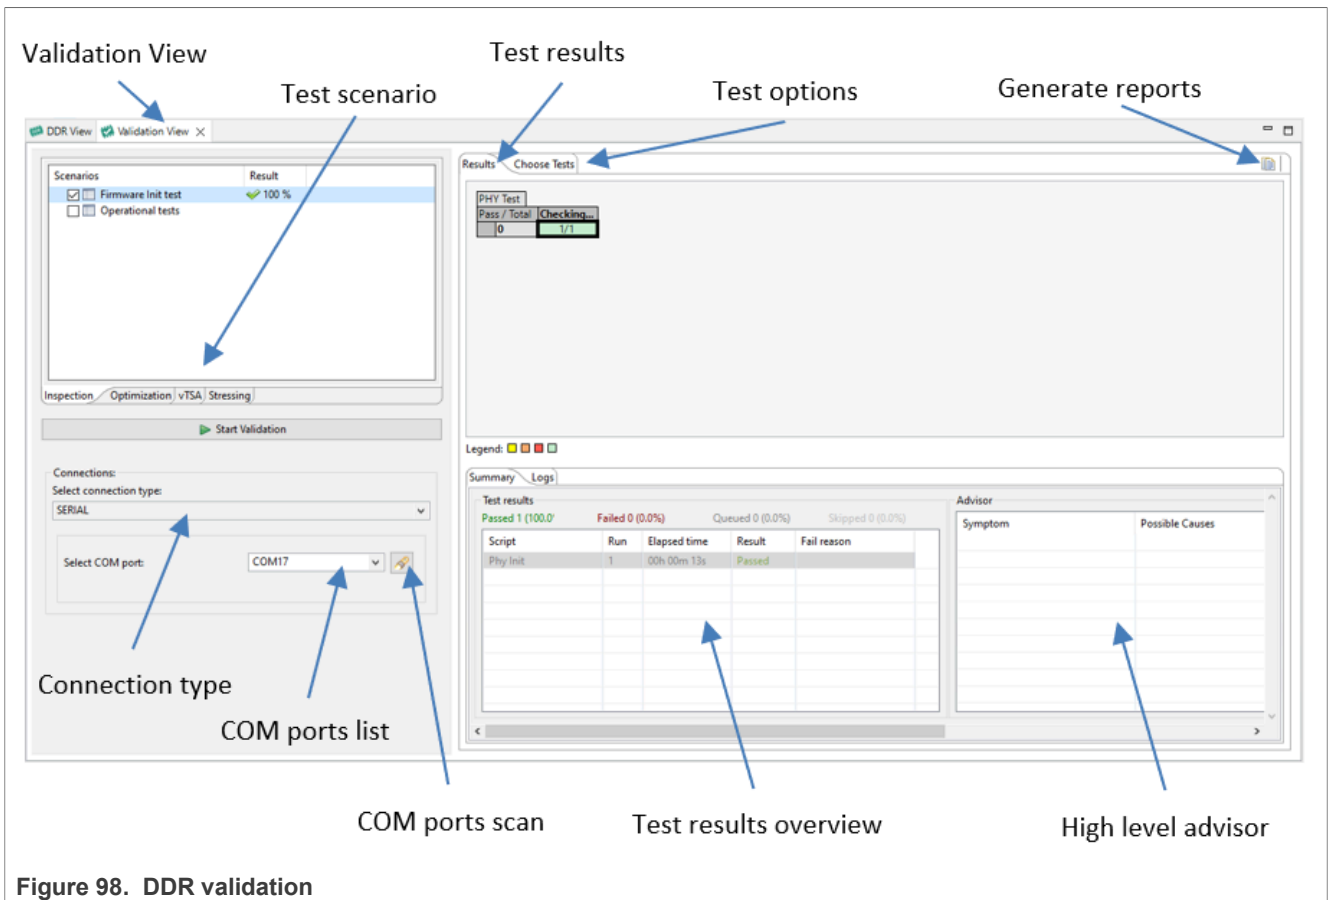 Validation View
Test results
Test scenario
Test options
Generate reports
DDR View
Validation View
Scenarios Result
Firmware Init test 100 %
Operational tests
Inspection Optimization vTSA Stressing
Start Validation
Connections:
Select connection type:
SERIAL
Select COM port: COM17
Results Choose Tests
PHY Test
Pass / Total Checking...
0 1/1
Legend:
Summary Logs
Test results
Passed 1 (100.0 Failed 0 (0.0%) Queued 0 (0.0%) Skipped 0 (0.0%)
Script Run Elapsed time Result Fail reason
Phy Init 1 00h 00m 13s Passed
Advisor
Symptom Possible Causes
Connection type
COM ports list
COM ports scan
Test results overview
High level advisor
Figure 98. DDR validation